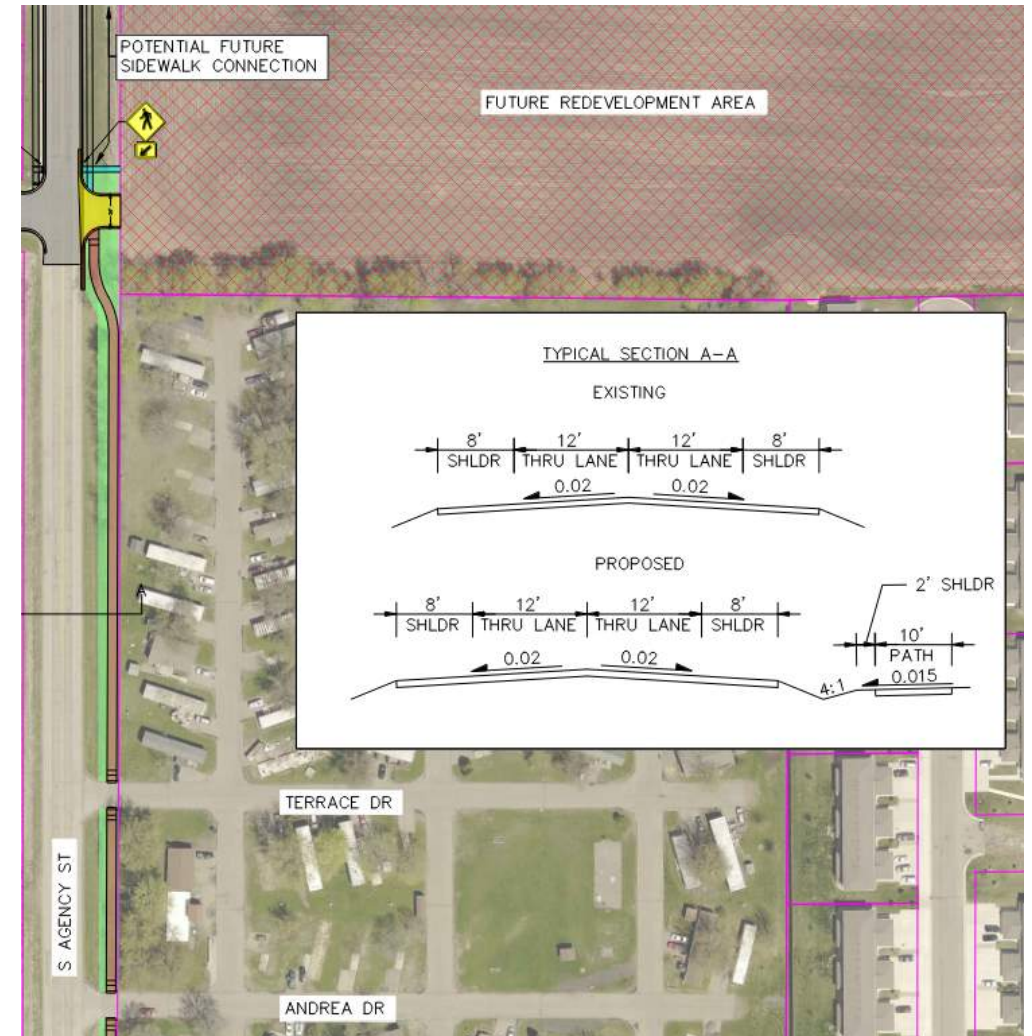 POTENTIAL FUTURE
SIDEWALK CONNECTION
FUTURE REDEVELOPMENT AREA
TYPICAL SECTION A-A
EXISTING
8' 12' 12' 8'
SHLDR THRU LANE THRU LANE SHLDR
0.02 0.02
PROPOSED
2' SHLDR
8' 12' 12' 8' 10'
SHLDR THRU LANE THRU LANE SHLDR PATH
0.02 0.02 4:1 0.015
A
TERRACE DR
S AGENCY ST
ANDREA DR